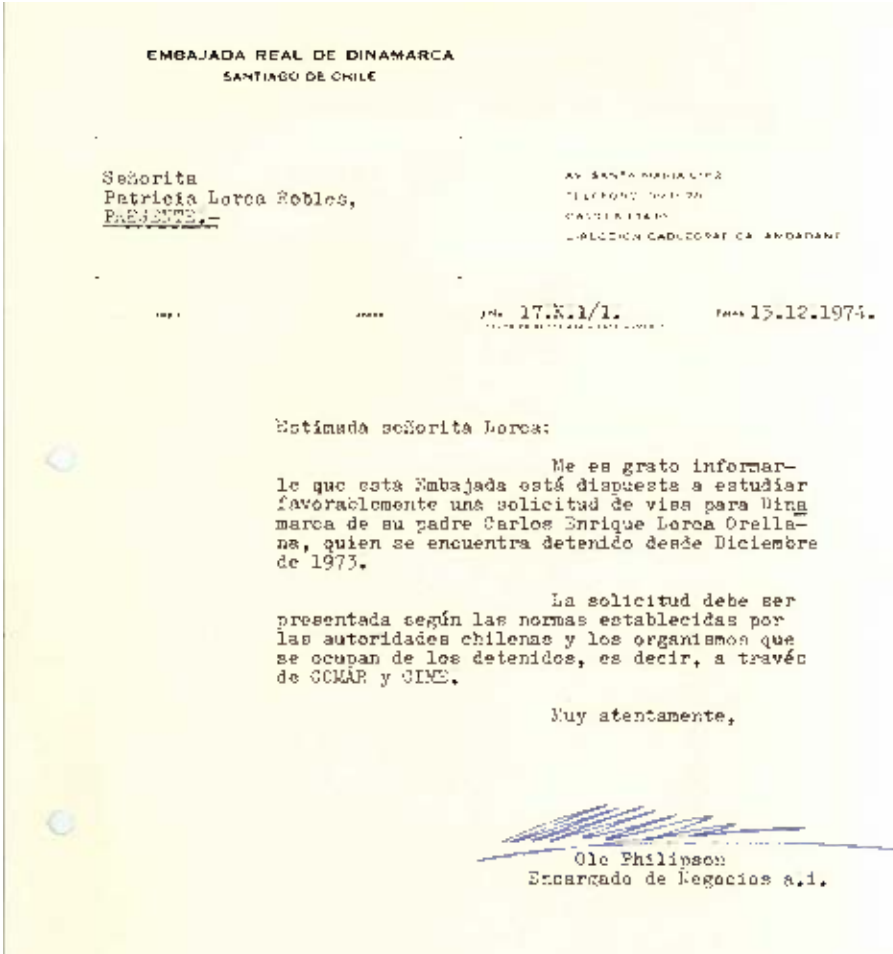 EMBAJADA REAL DE DINAMARCA
SANTIAGO DE CHILE
Señorita
Patricia Lorca Robles,
PRESENTE.-
AV. SANTA MARIA
17.K.1/1.
13.12.1974.
Estimada señorita Lorca:
Me es grato informar-
le que esta Embajada está dispuesta a estudiar
favorablemente una solicitud de visa para Dina
marca de su padre Carlos Enrique Lorca Orella-
na, quien se encuentra detenido desde Diciembre
de 1973.
La solicitud debe ser
presentada según las normas establecidas por
las autoridades chilenas y los organismos que
se ocupan de los detenidos, es decir, a través
de COMAR y CIME.
Muy atentamente,
Ole Philipson
Encargado de Negocios a.i.